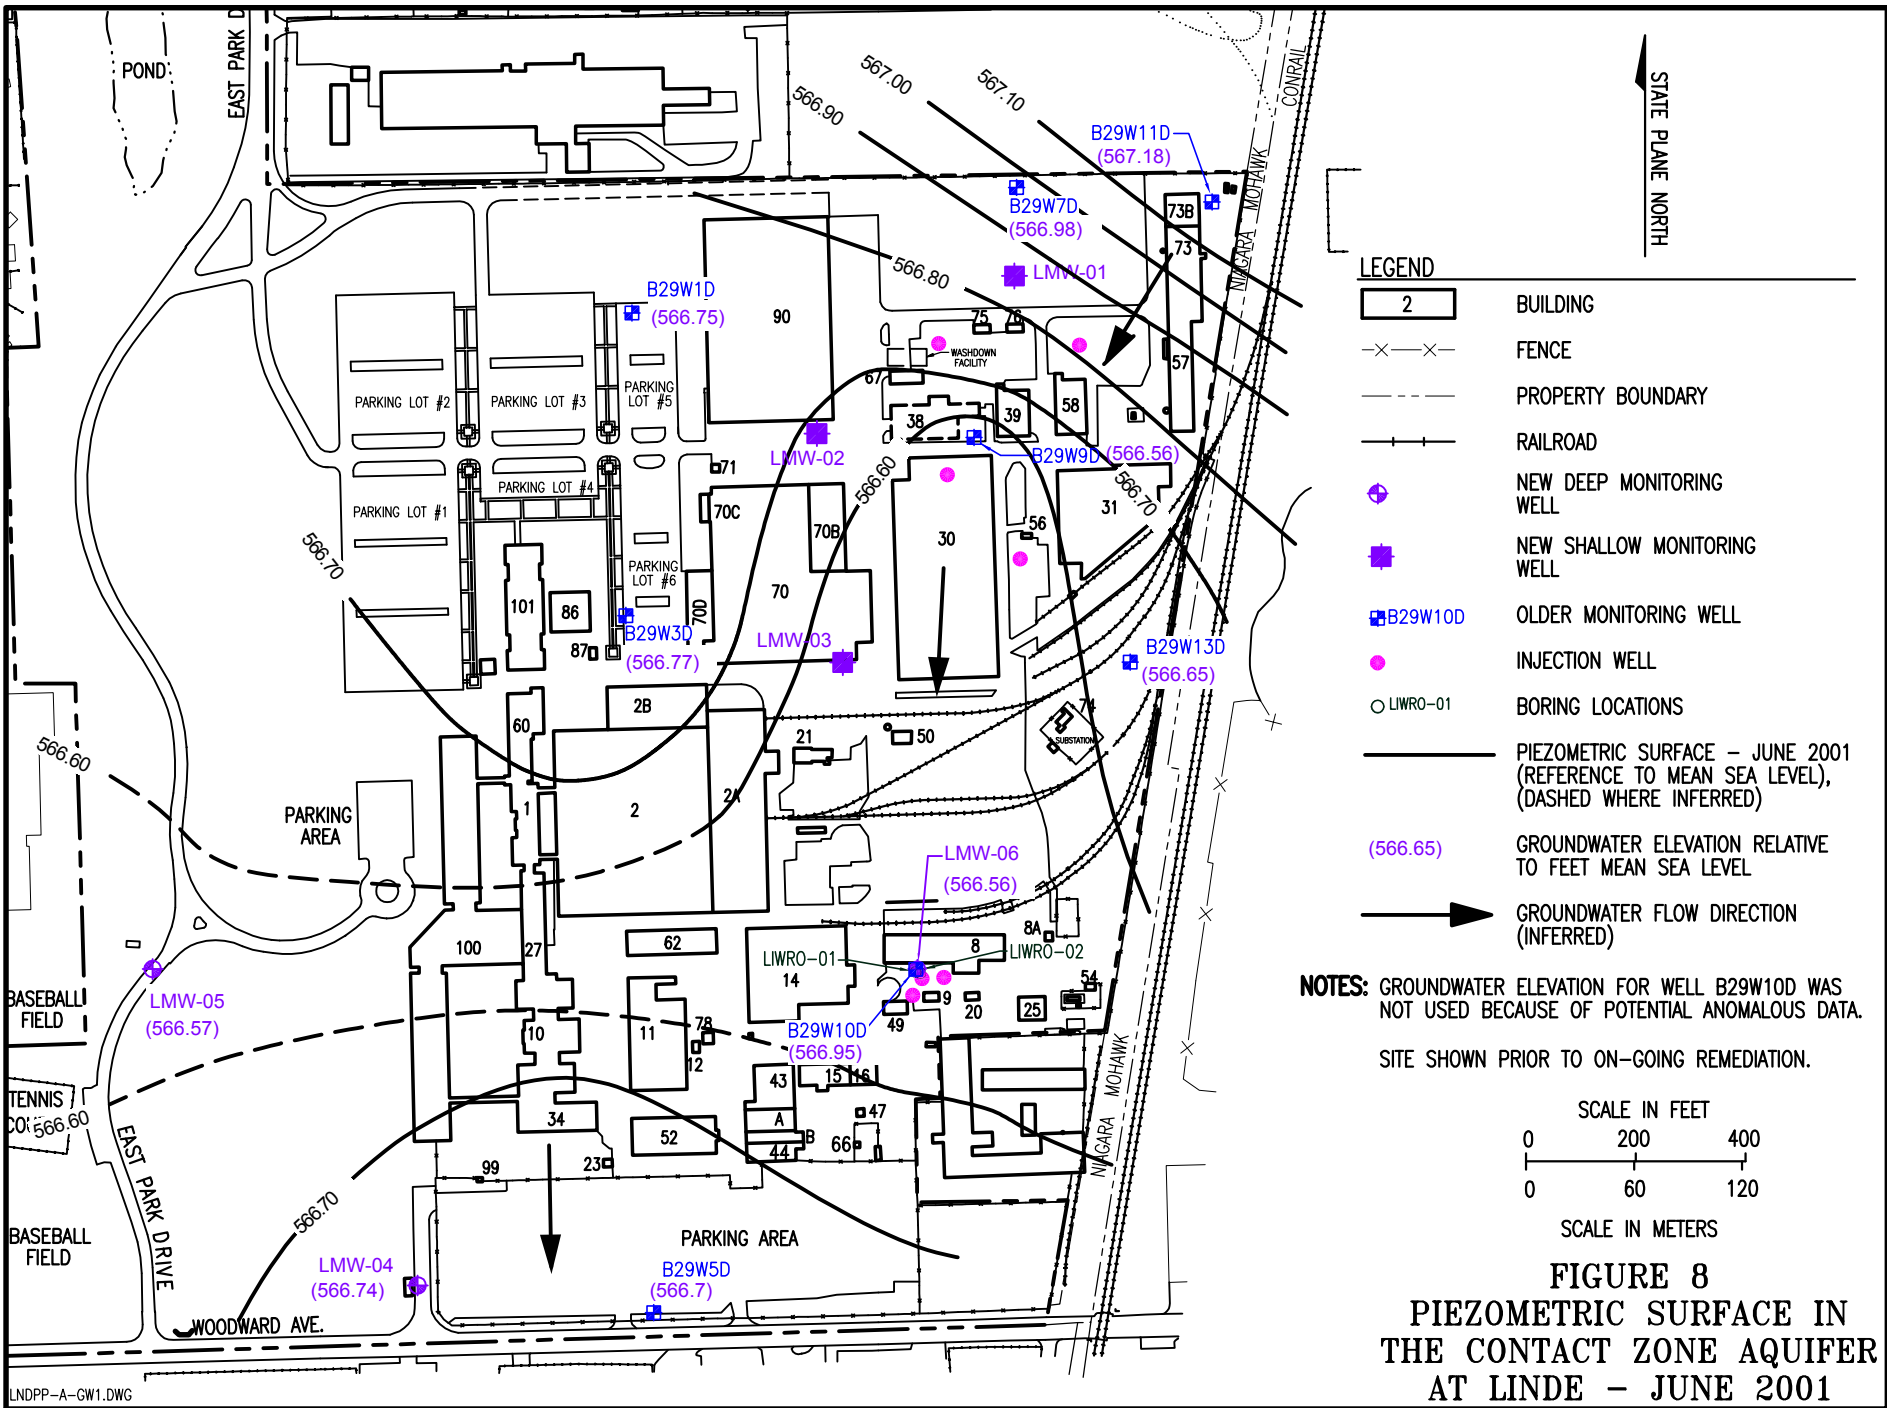 POND
EAST PARK D
567.00
567.10
566.90
CONRAIL
STATE PLANE NORTH
B29W11D
(567.18)
NIAGARA MOHAWK
B29W7D
(566.98)
73B
73
LMW-01
566.80
B29W1D
(566.75)
90
75
76
WASHDOWN
FACILITY
57
67
PARKING
LOT #5
PARKING LOT #2
PARKING LOT #3
38
39
58
LMW-02
B29W9D
(566.56)
71
566.60
566.70
PARKING LOT #4
PARKING LOT #1
70C
70B
30
31
56
566.70
PARKING
LOT #6
101
86
70D
70
B29W3D
(566.77)
87
LMW-03
B29W13D
(566.65)
60
2B
74
SUBSTATION
21
50
566.60
1
2
2A
PARKING
AREA
LMW-06
(566.56)
100
27
62
14
LIWRO-01
8
8A
LIWRO-02
54
LMW-05
(566.57)
BASEBALL
FIELD
10
11
78
12
B29W10D
(566.95)
49
9
20
25
NIAGARA MOHAWK
43
15
16
TENNIS
CO
566.60
34
52
A
B
44
47
66
99
23
EAST PARK DRIVE
566.70
BASEBALL
FIELD
PARKING AREA
LMW-04
(566.74)
B29W5D
(566.7)
WOODWARD AVE.
LNDPP-A-GW1.DWG
LEGEND
2 BUILDING
FENCE
PROPERTY BOUNDARY
RAILROAD
NEW DEEP MONITORING
WELL
NEW SHALLOW MONITORING
WELL
B29W10D OLDER MONITORING WELL
INJECTION WELL
LIWRO-01 BORING LOCATIONS
PIEZOMETRIC SURFACE - JUNE 2001
(REFERENCE TO MEAN SEA LEVEL),
(DASHED WHERE INFERRED)
(566.65) GROUNDWATER ELEVATION RELATIVE
TO FEET MEAN SEA LEVEL
GROUNDWATER FLOW DIRECTION
(INFERRED)
NOTES: GROUNDWATER ELEVATION FOR WELL B29W10D WAS
NOT USED BECAUSE OF POTENTIAL ANOMALOUS DATA.
SITE SHOWN PRIOR TO ON-GOING REMEDIATION.
SCALE IN FEET
0 200 400
0 60 120
SCALE IN METERS
FIGURE 8
PIEZOMETRIC SURFACE IN
THE CONTACT ZONE AQUIFER
AT LINDE - JUNE 2001